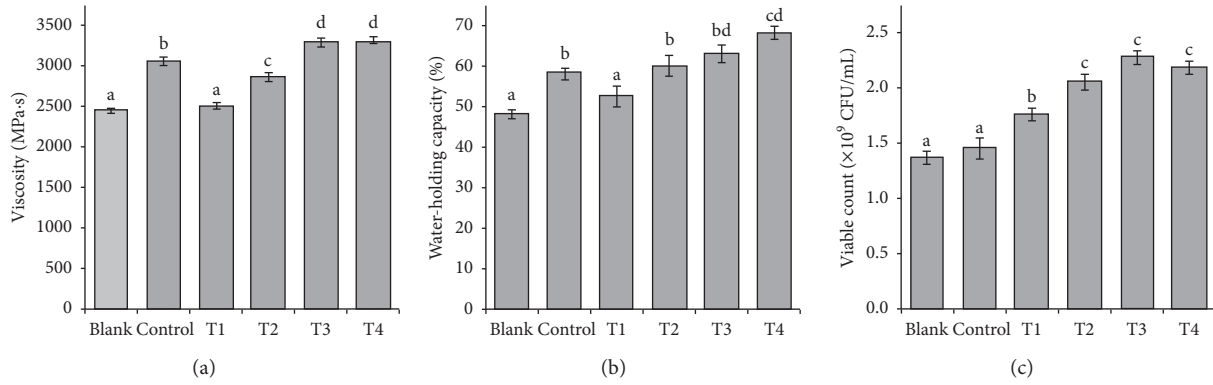 3500
3000
2500
2000
1500
1000
500
0
Viscosity (MPa·s)
a
b
a
c
d
d
Blank Control T1 T2 T3 T4
(a)
70
60
50
40
30
20
10
0
Water-holding capacity (%)
a
b
a
b
bd
cd
Blank Control T1 T2 T3 T4
(b)
2.5
2.0
1.5
1.0
0.5
0.0
Viable count (×10⁹ CFU/mL)
a
a
b
c
c
c
Blank Control T1 T2 T3 T4
(c)